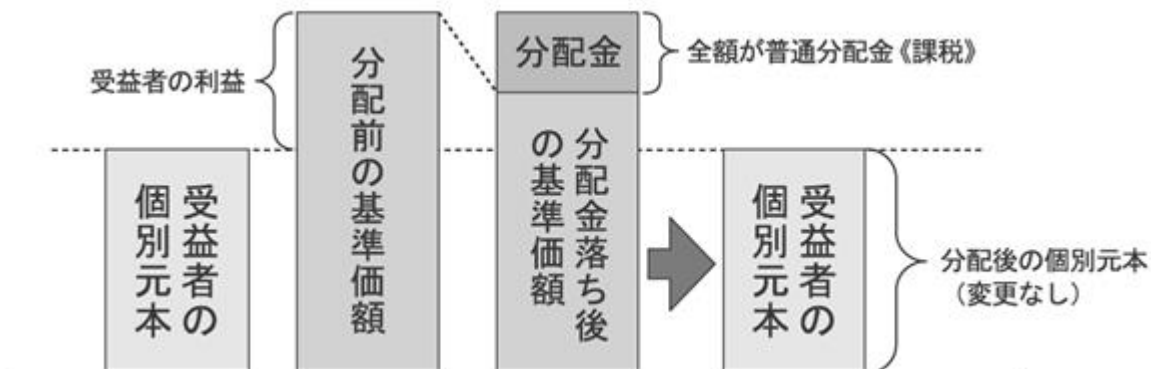 受益者の利益
受益者の
個別元本
分配前の基準価額
分配金
全額が普通分配金《課税》
分配金落ち後
の基準価額
受益者の
個別元本
分配後の個別元本
（変更なし）